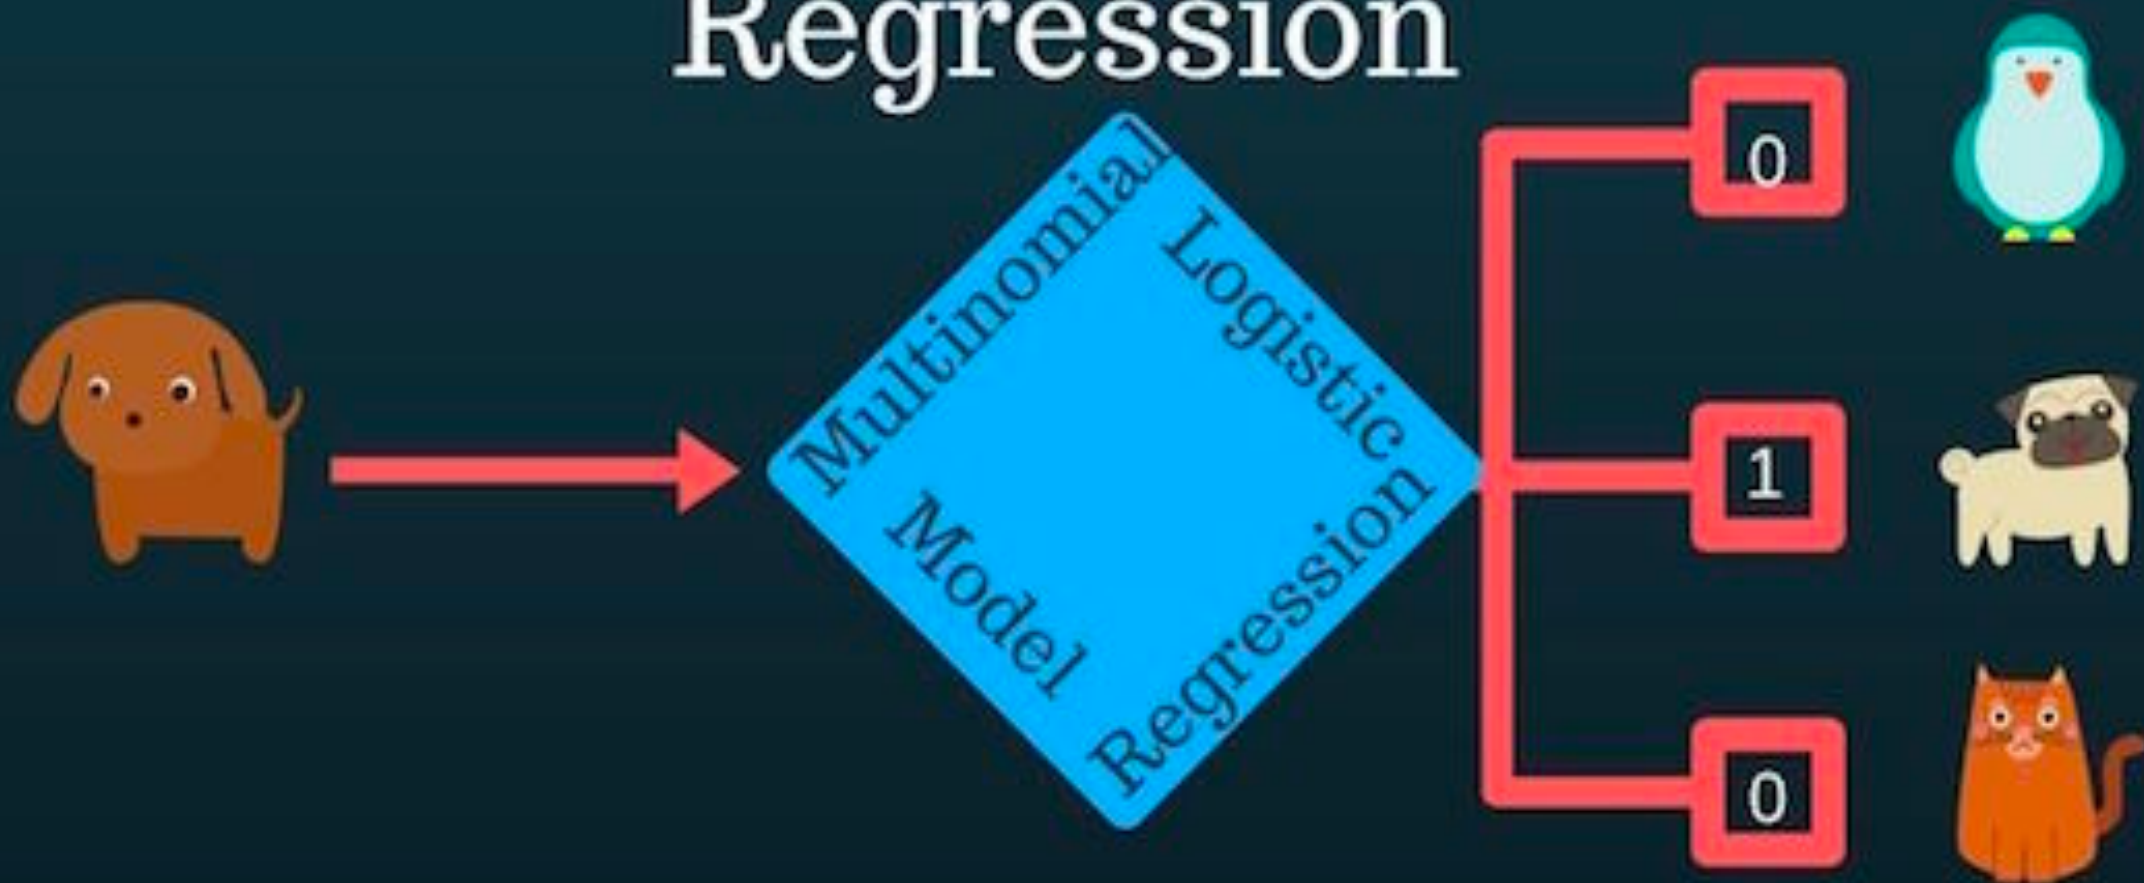 Regression
Multinomial
Logistic
Regression
Model
0
1
0